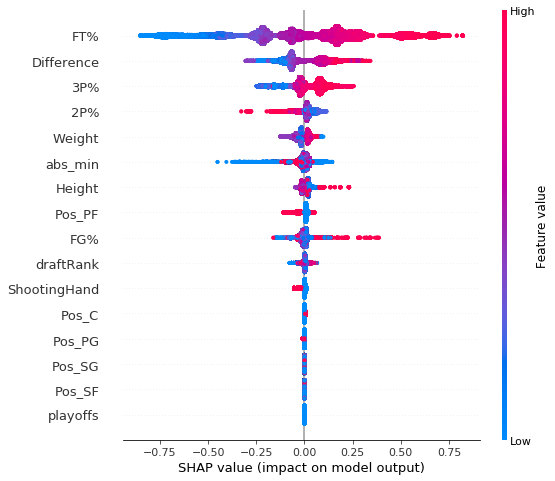 High
FT%
Difference
3P%
2P%
Weight
abs_min
Height
Pos_PF
FG%
draftRank
ShootingHand
Pos_C
Pos_PG
Pos_SG
Pos_SF
playoffs
Feature value
Low
−0.75 −0.50 −0.25 0.00 0.25 0.50 0.75
SHAP value (impact on model output)